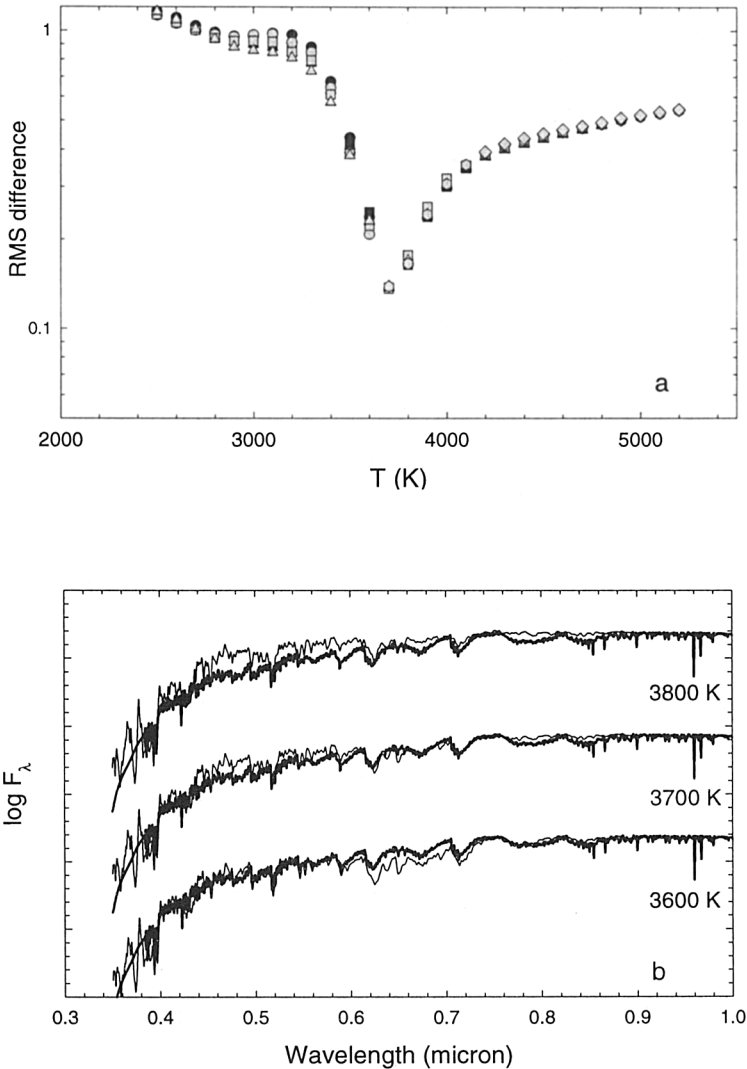 1
0.1
RMS difference
a
2000 3000 4000 5000
T (K)
log Fλ
3800 K
3700 K
3600 K
b
0.3 0.4 0.5 0.6 0.7 0.8 0.9 1.0
Wavelength (micron)